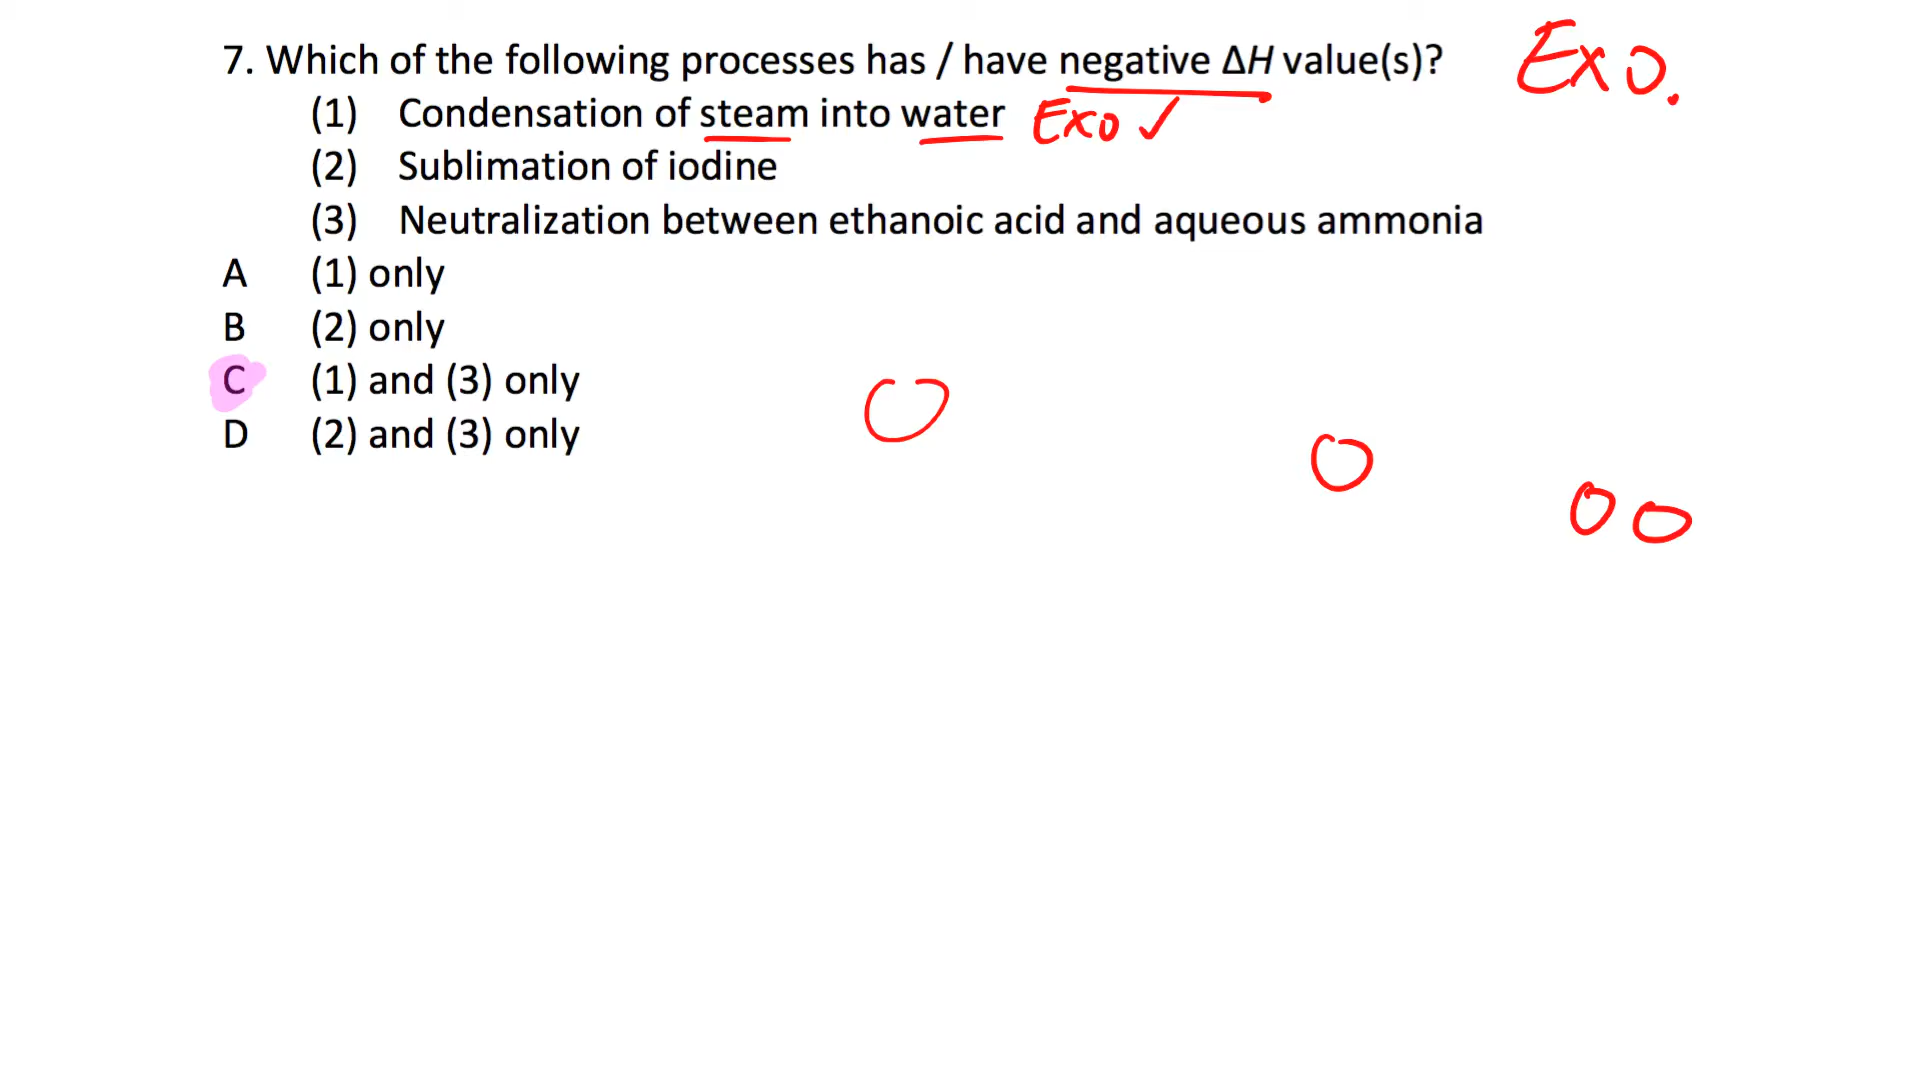 7. Which of the following processes has / have negative ΔH value(s)? Exo.
(1) Condensation of steam into water Exo ✓
(2) Sublimation of iodine
(3) Neutralization between ethanoic acid and aqueous ammonia
A (1) only
B (2) only
C (1) and (3) only
D (2) and (3) only